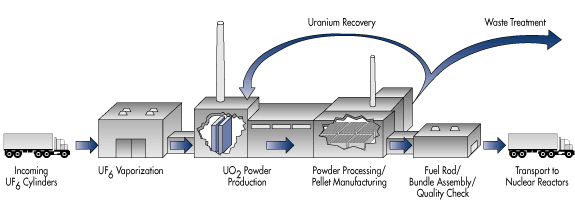 Uranium Recovery
Waste Treatment
Incoming
UF6 Cylinders
UF6 Vaporization
UO2 Powder
Production
Powder Processing/
Pellet Manufacturing
Fuel Rod/
Bundle Assembly/
Quality Check
Transport to
Nuclear Reactors